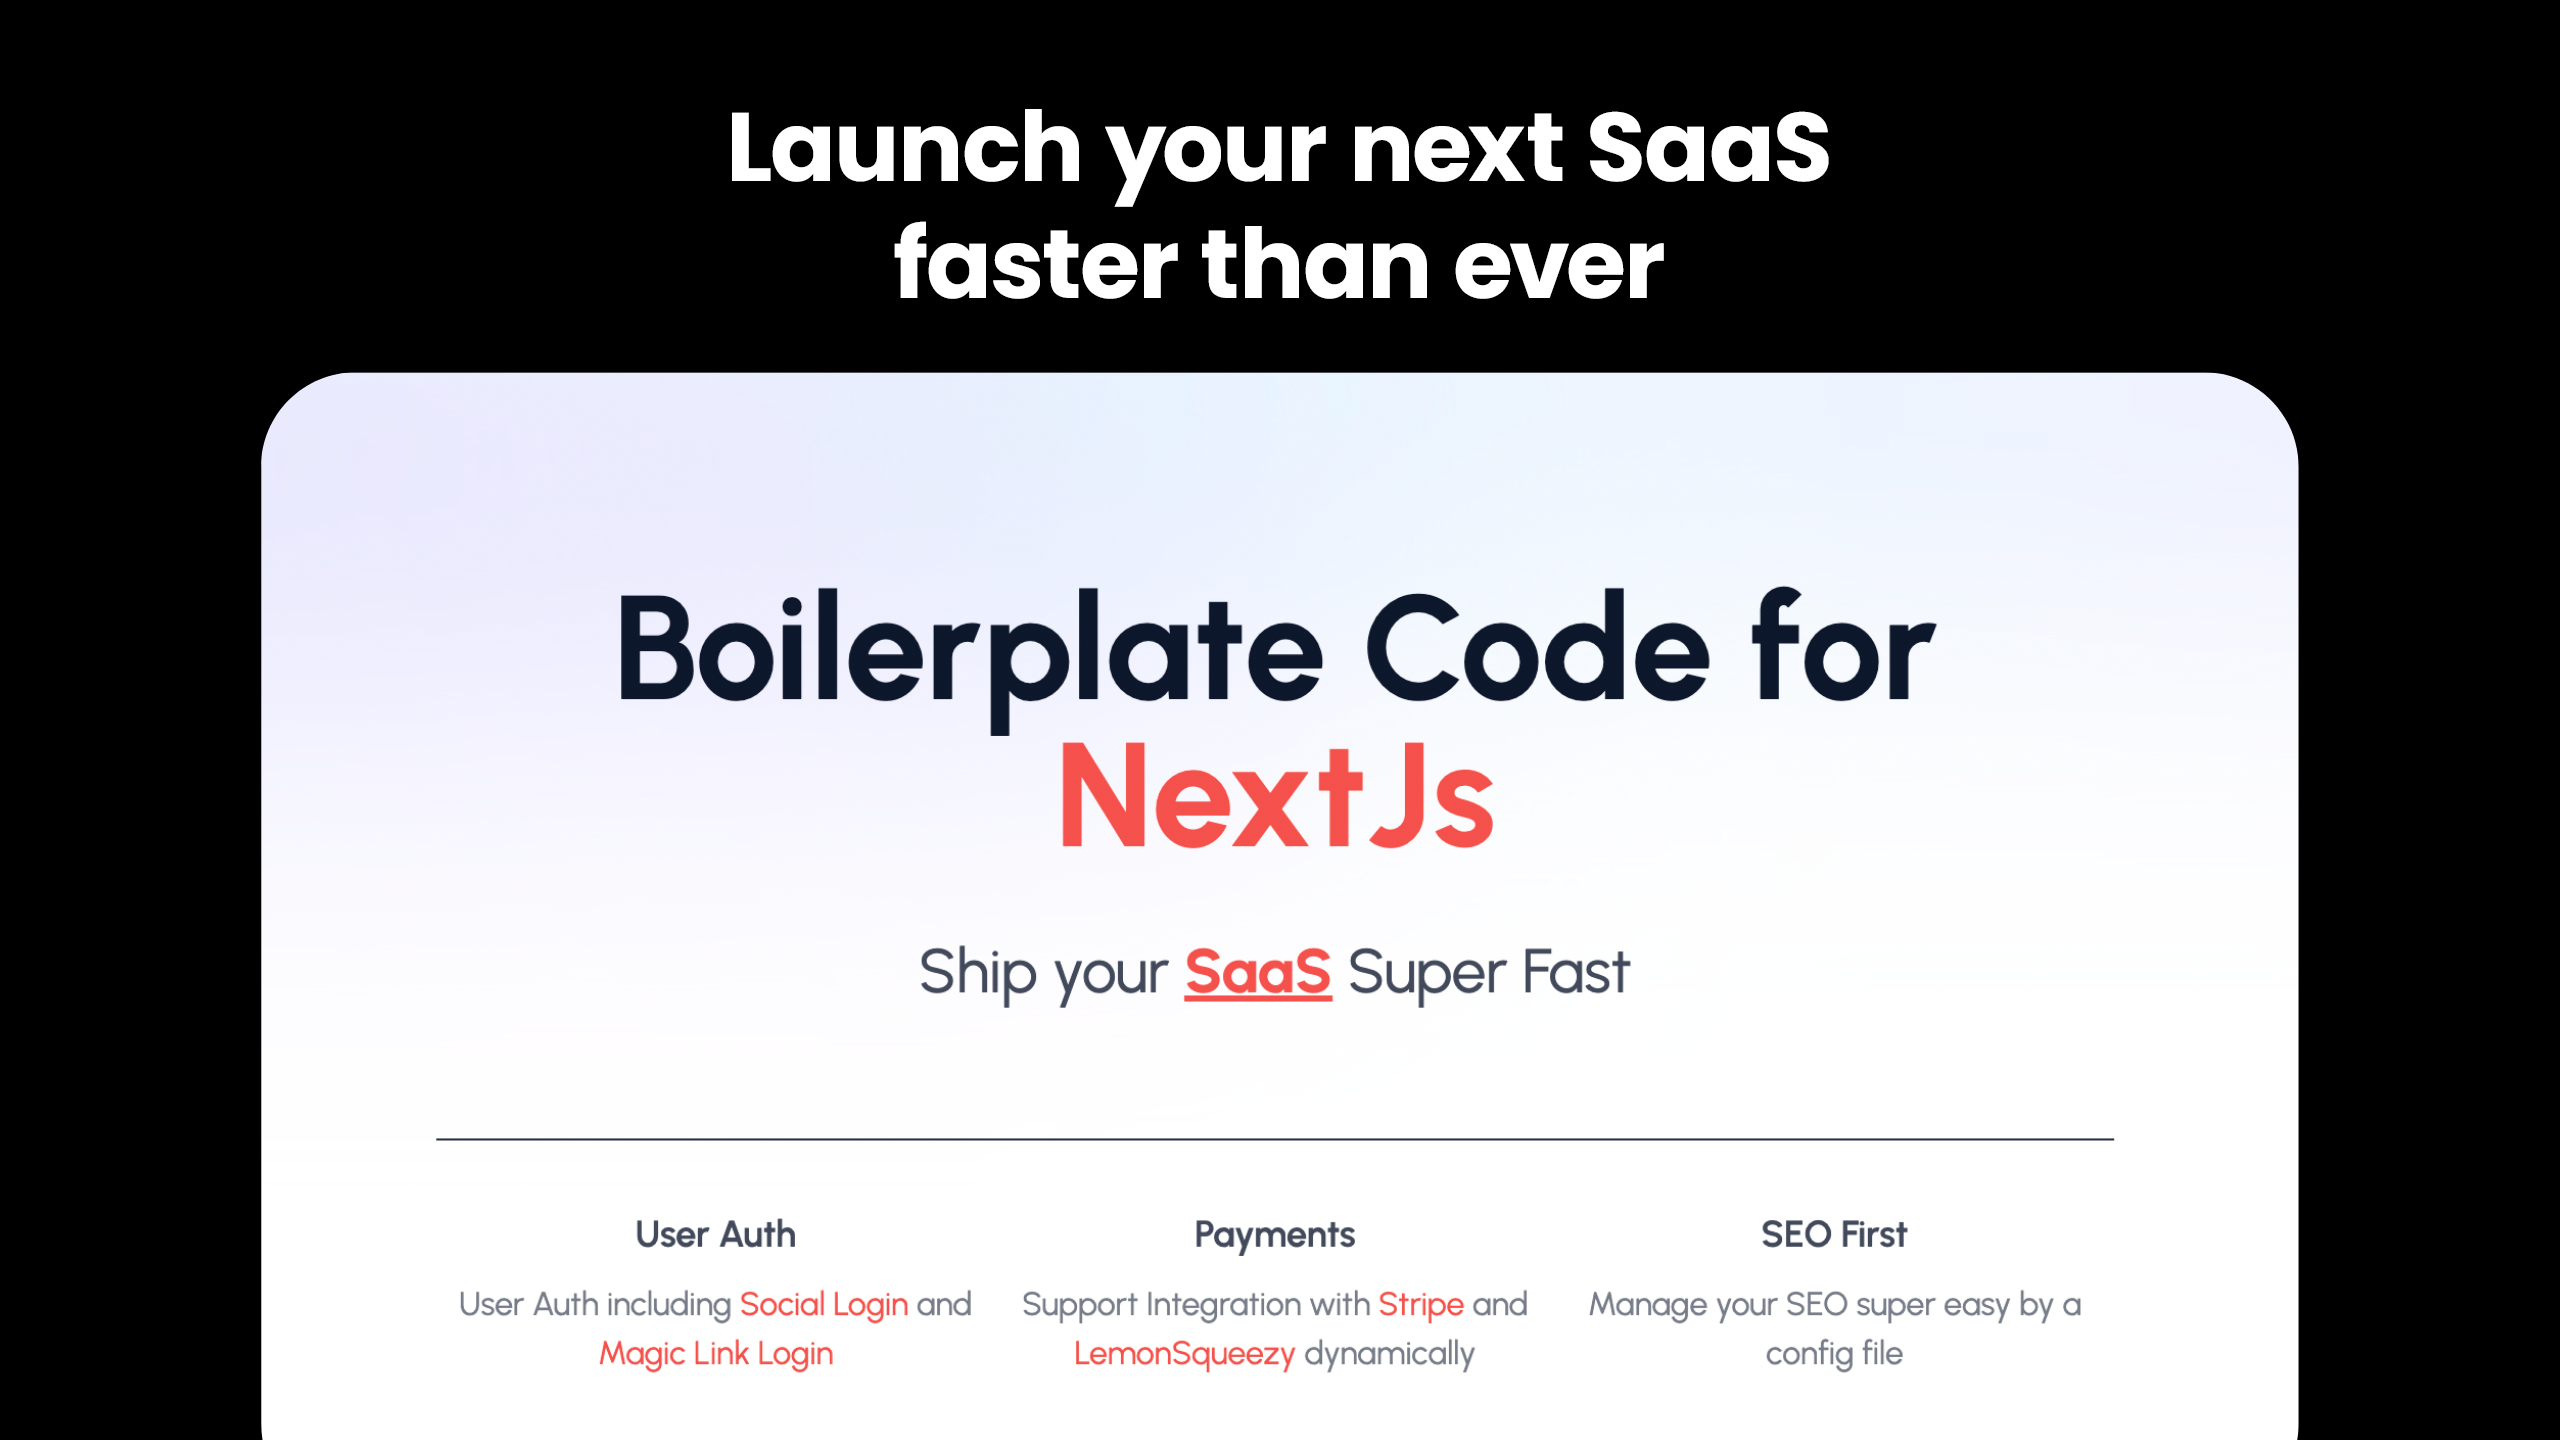 Launch your next SaaS
faster than ever
Boilerplate Code for
NextJs
Ship your SaaS Super Fast
User Auth
User Auth including Social Login and
Magic Link Login
Payments
Support Integration with Stripe and
LemonSqueezy dynamically
SEO First
Manage your SEO super easy by a
config file